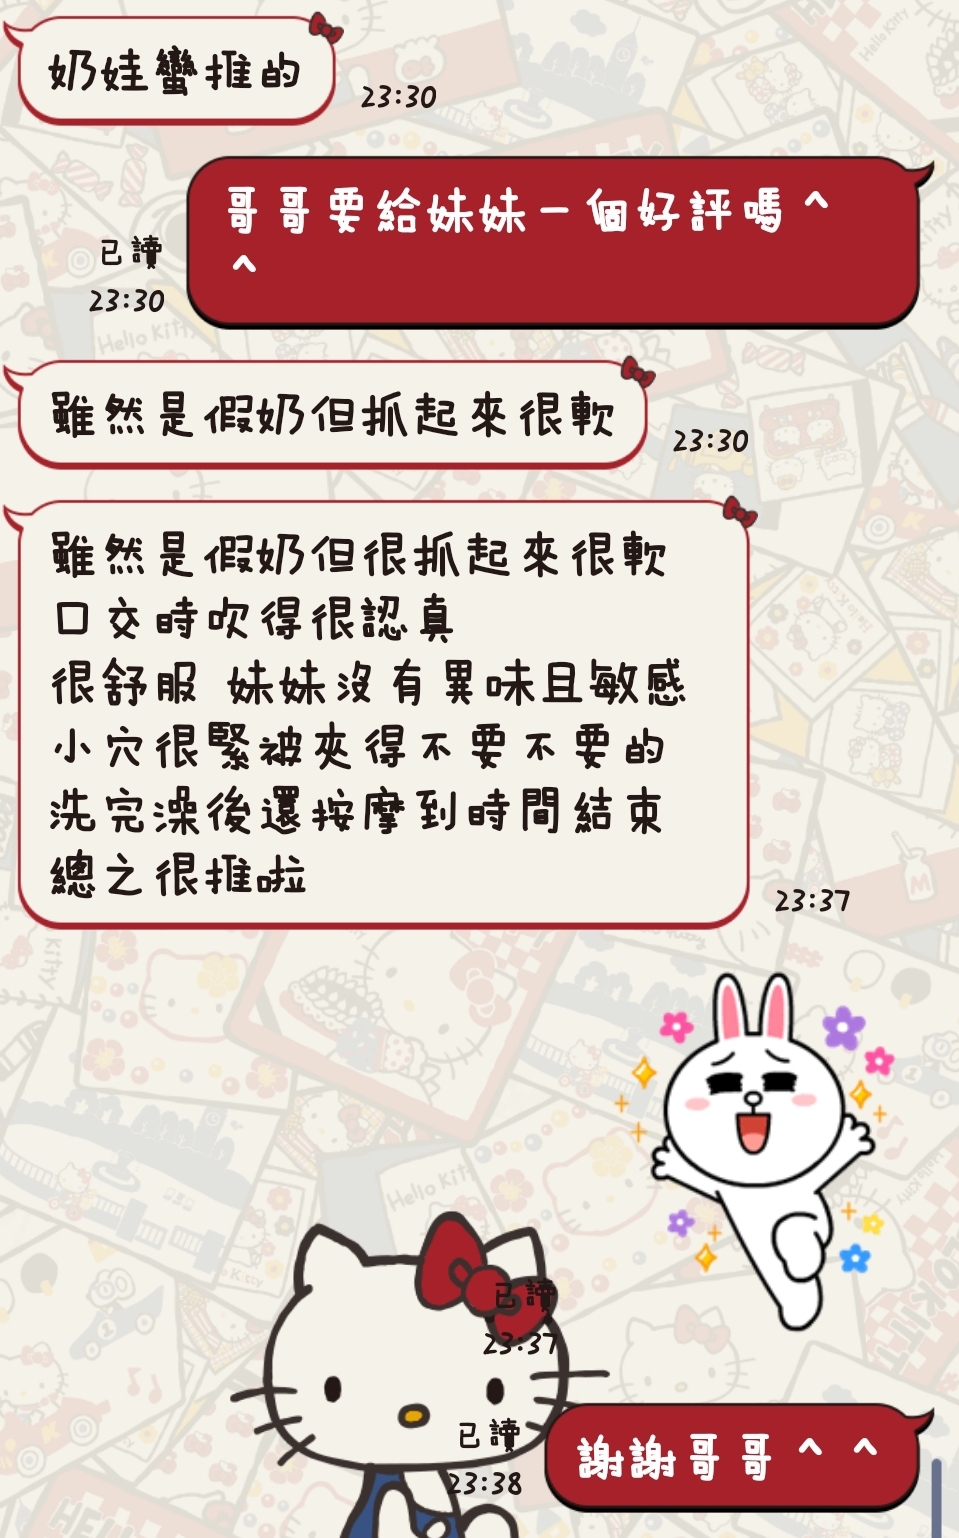 奶娃蠻推的
23:30
哥哥要給妹妹一個好評嗎 ^
^
已讀
23:30
雖然是假奶但抓起來很軟
23:30
雖然是假奶但很抓起來很軟
口交時吹得很認真
很舒服 妹妹沒有異味且敏感
小穴很緊被夾得不要不要的
洗完澡後還按摩到時間結束
總之很推啦
23:37
已讀
23:37
謝謝哥哥 ^ ^
已讀
23:38